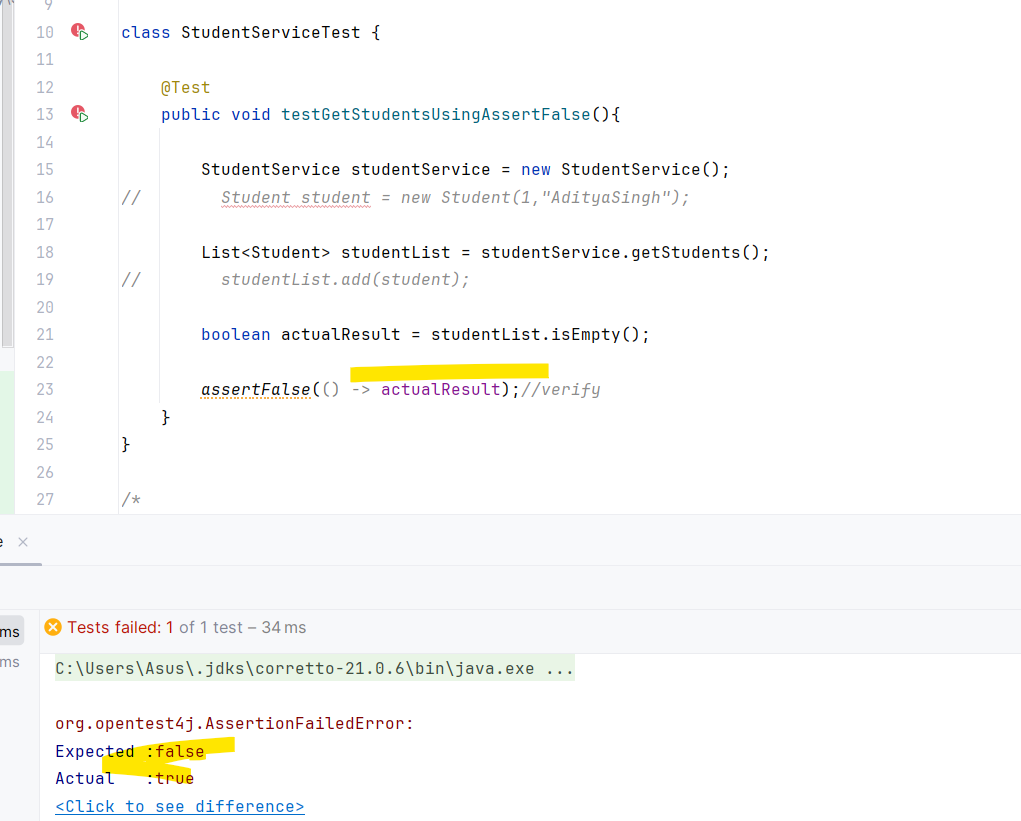 9
10 class StudentServiceTest {
11
12 @Test
13 public void testGetStudentsUsingAssertFalse(){
14
15 StudentService studentService = new StudentService();
16 // Student student = new Student(1,"AdityaSingh");
17
18 List<Student> studentList = studentService.getStudents();
19 // studentList.add(student);
20
21 boolean actualResult = studentList.isEmpty();
22
23 assertFalse(() -> actualResult);//verify
24 }
25 }
26
27 /*
e ×
ms Tests failed: 1 of 1 test – 34 ms
ms C:\Users\Asus\.jdks\corretto-21.0.6\bin\java.exe ...
org.opentest4j.AssertionFailedError:
Expected :false
Actual :true
<Click to see difference>